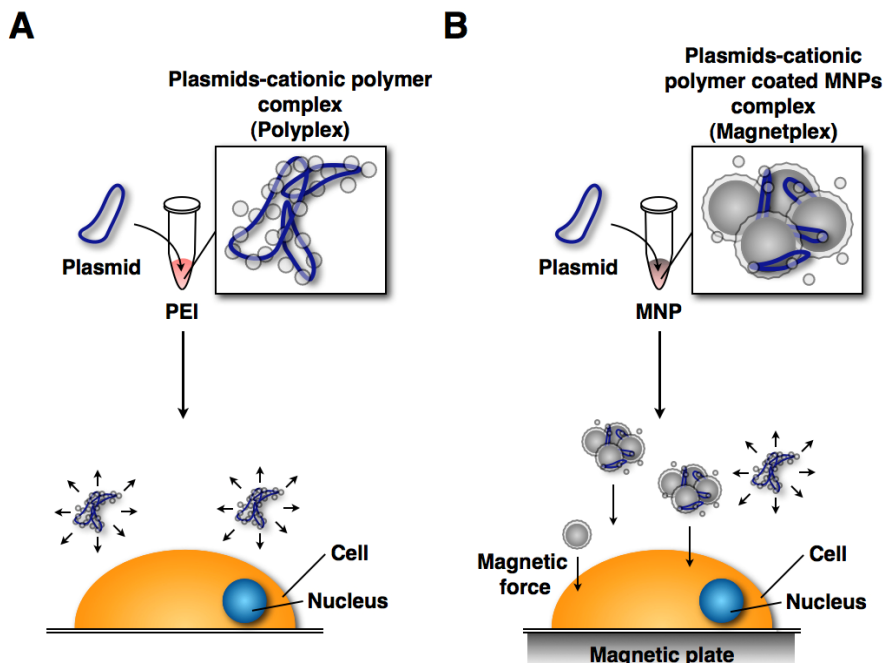 A
Plasmids-cationic polymer
complex
(Polyplex)
Plasmid
PEI
Cell
Nucleus
B
Plasmids-cationic
polymer coated MNPs
complex
(Magnetplex)
Plasmid
MNP
Magnetic
force
Cell
Nucleus
Magnetic plate